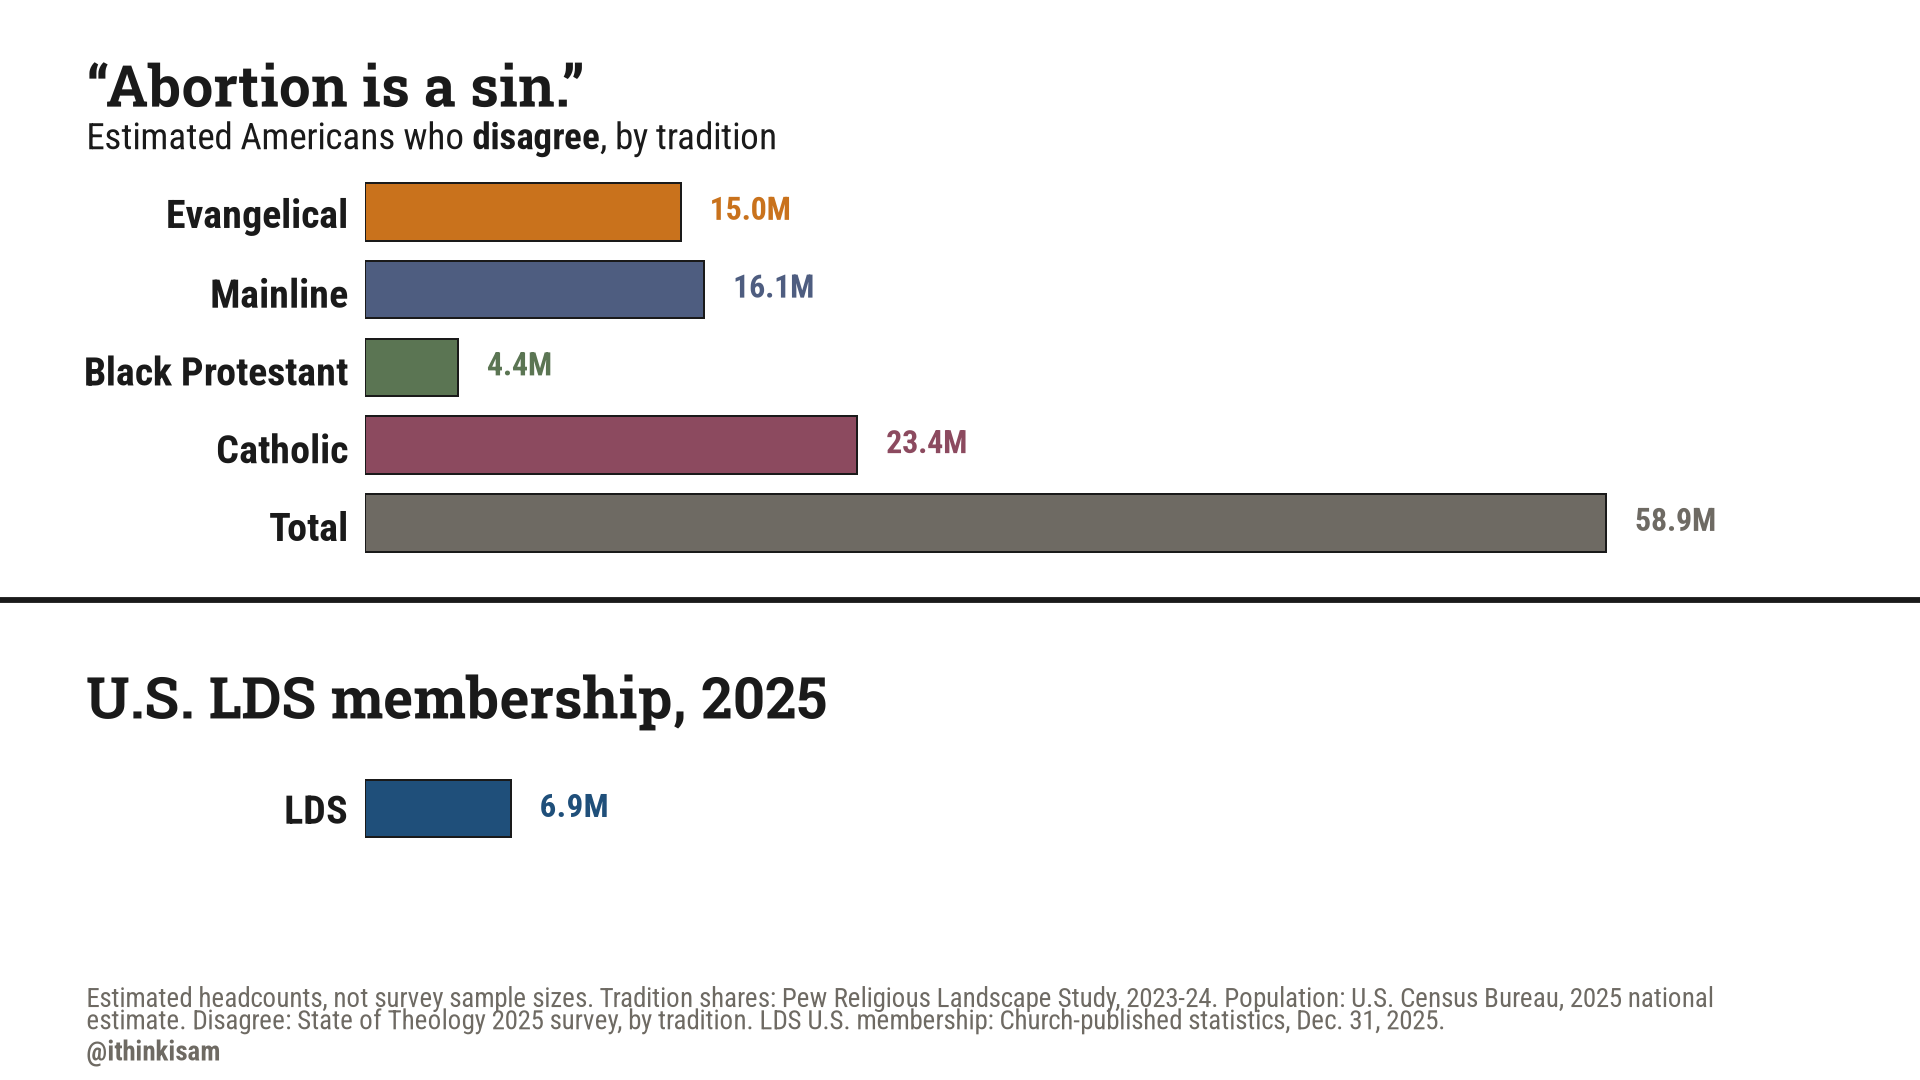 “Abortion is a sin.”
Estimated Americans who disagree, by tradition
Evangelical 15.0M
Mainline 16.1M
Black Protestant 4.4M
Catholic 23.4M
Total 58.9M
U.S. LDS membership, 2025
LDS 6.9M
Estimated headcounts, not survey sample sizes. Tradition shares: Pew Religious Landscape Study, 2023-24. Population: U.S. Census Bureau, 2025 national
estimate. Disagree: State of Theology 2025 survey, by tradition. LDS U.S. membership: Church-published statistics, Dec. 31, 2025.
@ithinkisam